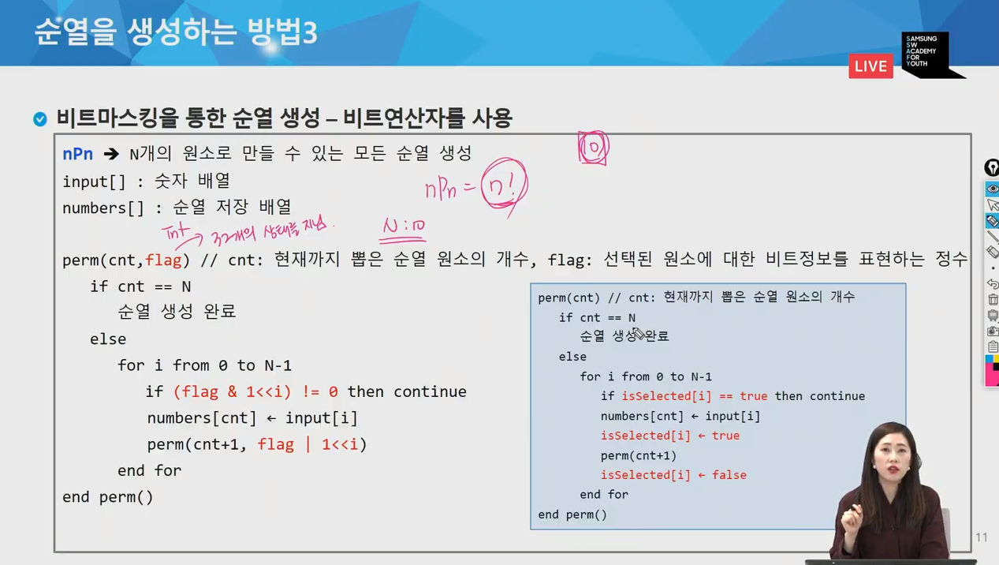 순열을 생성하는 방법3
LIVE
SAMSUNG
SW
ACADEMY
FOR
YOUTH
비트마스킹을 통한 순열 생성 – 비트연산자를 사용
nPn ➔ N개의 원소로 만들 수 있는 모든 순열 생성
10
input[] : 숫자 배열
nPn = n!
numbers[] : 순열 저장 배열
Int → 32개의 상태를 지님.
N : 10
perm(cnt,flag) // cnt: 현재까지 뽑은 순열 원소의 개수, flag: 선택된 원소에 대한 비트정보를 표현하는 정수
if cnt == N
순열 생성 완료
else
for i from 0 to N-1
if (flag & 1<<i) != 0 then continue
numbers[cnt] ← input[i]
perm(cnt+1, flag | 1<<i)
end for
end perm()
perm(cnt) // cnt: 현재까지 뽑은 순열 원소의 개수
if cnt == N
순열 생성 완료
else
for i from 0 to N-1
if isSelected[i] == true then continue
numbers[cnt] ← input[i]
isSelected[i] ← true
perm(cnt+1)
isSelected[i] ← false
end for
end perm()
11